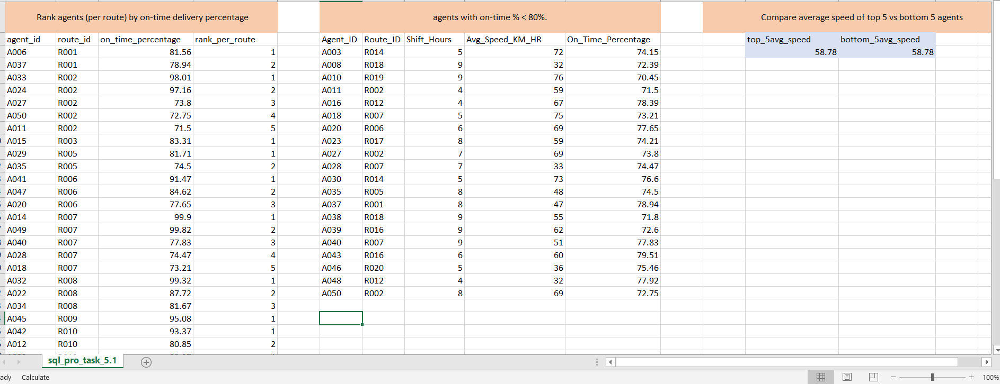 Rank agents (per route) by on-time delivery percentage agents with on-time % < 80%. Compare average speed of top 5 vs bottom 5 agents
agent_id route_id on_time_percentage rank_per_route Agent_ID Route_ID Shift_Hours Avg_Speed_KM_HR On_Time_Percentage top_5avg_speed bottom_5avg_speed
A006 R001 81.56 1 A003 R014 5 72 74.15 58.78 58.78
A037 R001 78.94 2 A008 R018 9 32 72.39
A033 R002 98.01 1 A010 R019 9 76 70.45
A024 R002 97.16 2 A011 R002 4 59 71.5
A027 R002 73.8 3 A016 R012 4 67 78.39
A050 R002 72.75 4 A018 R007 5 75 73.21
A011 R002 71.5 5 A020 R006 6 69 77.65
A015 R003 83.31 1 A023 R017 8 59 74.21
A029 R005 81.71 1 A027 R002 7 69 73.8
A035 R005 74.5 2 A028 R007 7 33 74.47
A041 R006 91.47 1 A030 R014 5 73 76.6
A047 R006 84.62 2 A035 R005 8 48 74.5
A020 R006 77.65 3 A037 R001 8 47 78.94
A014 R007 99.9 1 A038 R018 9 55 71.8
A049 R007 99.82 2 A039 R016 9 62 72.6
A040 R007 77.83 3 A040 R007 9 51 77.83
A028 R007 74.47 4 A043 R016 6 60 79.51
A018 R007 73.21 5 A046 R020 5 36 75.46
A032 R008 99.32 1 A048 R012 4 32 77.92
A022 R008 87.72 2 A050 R002 8 69 72.75
A034 R008 81.67 3
A045 R009 95.08 1
A042 R010 93.37 1
A012 R010 80.85 2
sql_pro_task_5.1
ady Calculate 100%